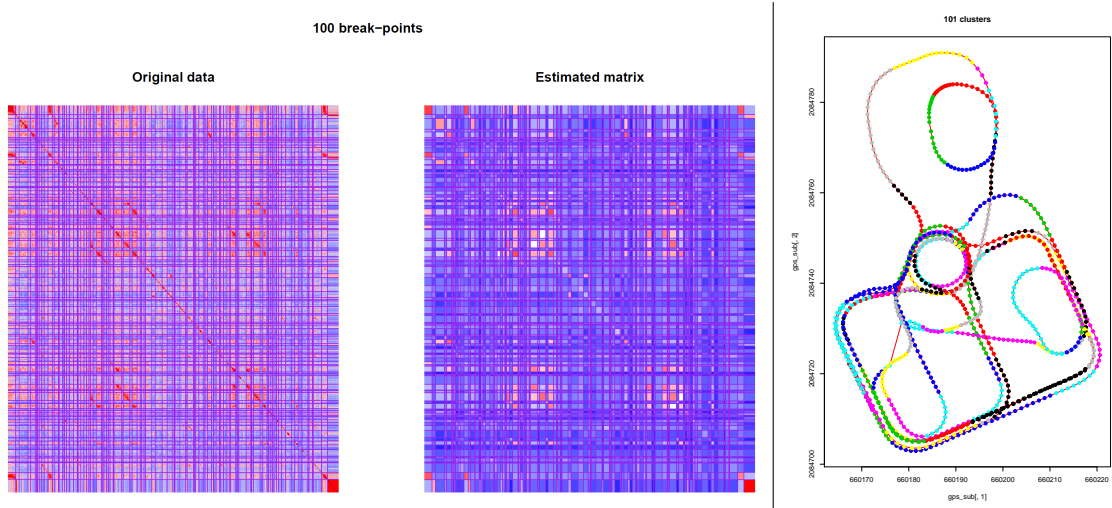 100 break−points
Original data
Estimated matrix
101 clusters
gps_sub[, 2]
2084700
2084720
2084740
2084760
2084780
660170
660180
660190
660200
660210
660220
gps_sub[, 1]